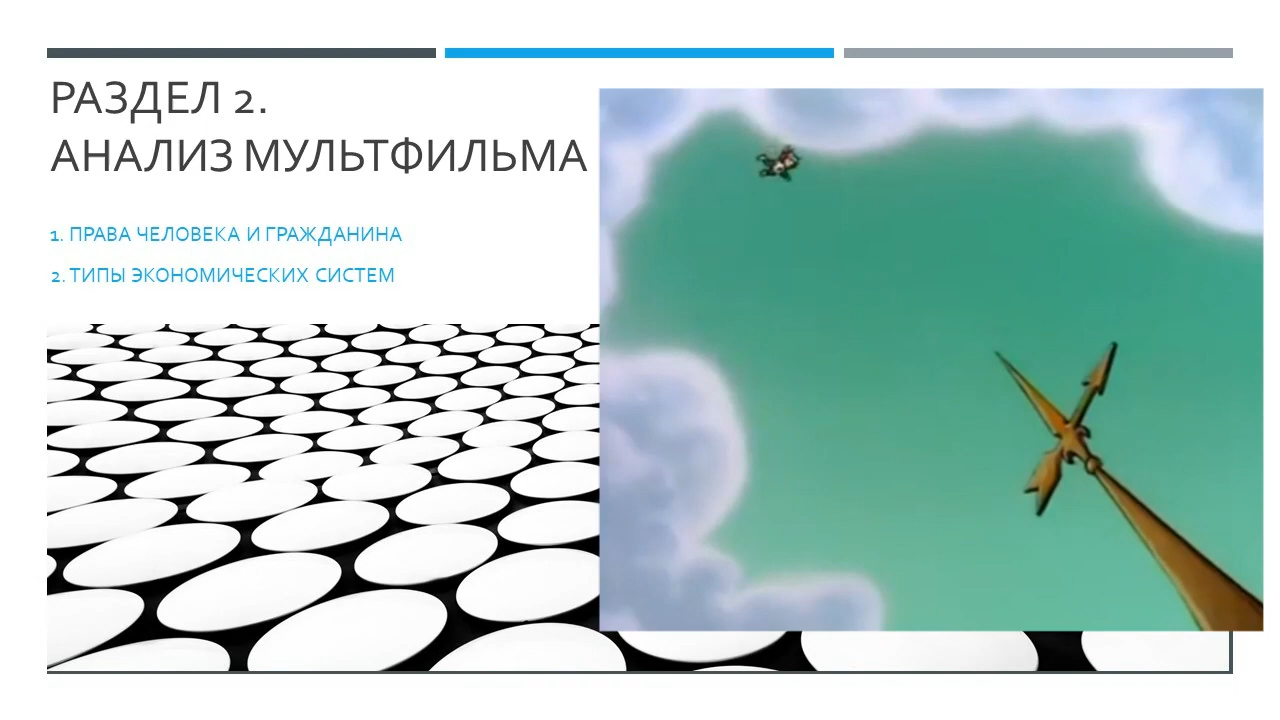 РАЗДЕЛ 2.
АНАЛИЗ МУЛЬТФИЛЬМА
1. ПРАВА ЧЕЛОВЕКА И ГРАЖДАНИНА
2. ТИПЫ ЭКОНОМИЧЕСКИХ СИСТЕМ